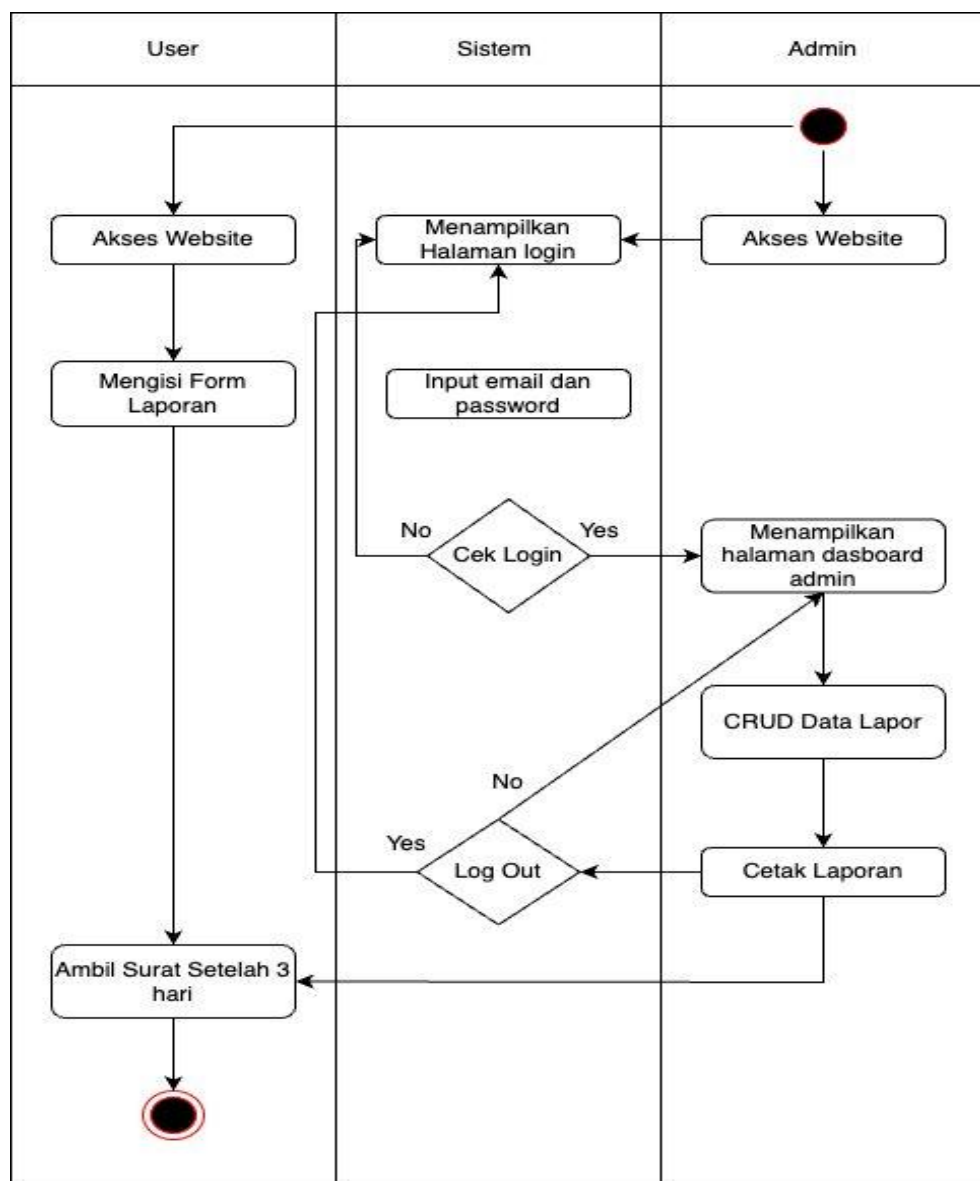 User
Sistem
Admin
Akses Website
Menampilkan
Halaman login
Akses Website
Mengisi Form
Laporan
Input email dan
password
No
Cek Login
Yes
Menampilkan
halaman dasboard
admin
CRUD Data Lapor
No
Yes
Log Out
Cetak Laporan
Ambil Surat Setelah 3
hari